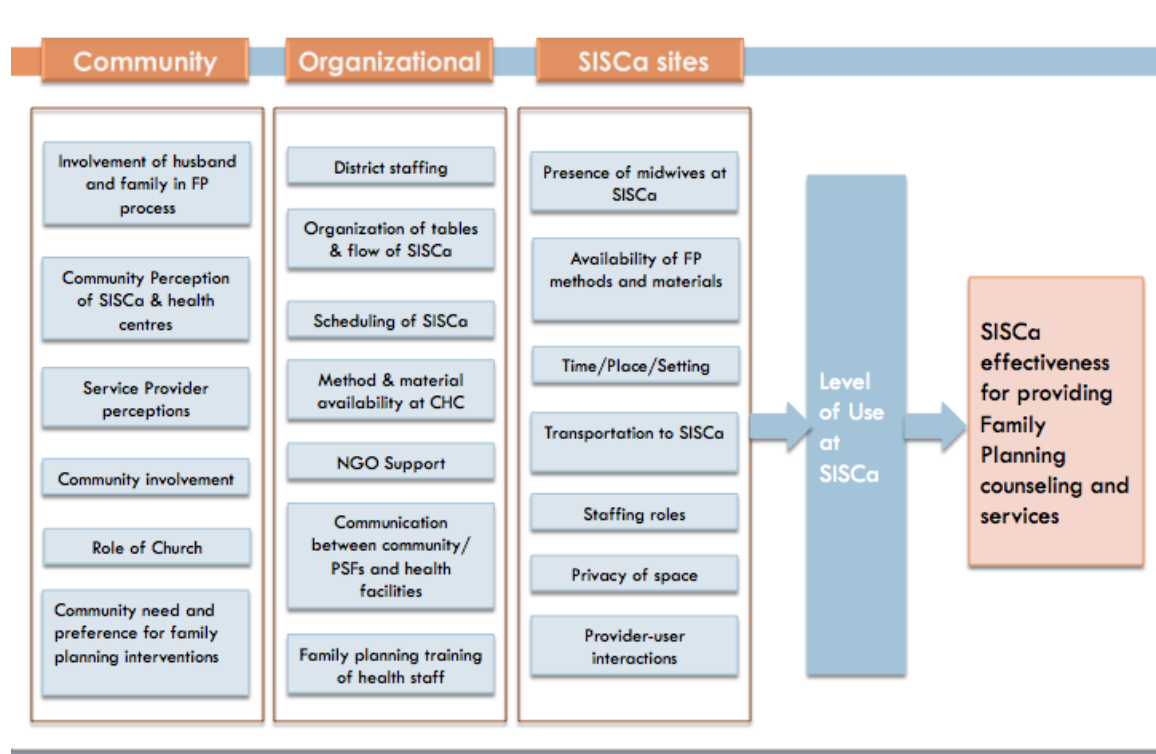 Community
Organizational
SISCa sites
Involvement of husband
and family in FP
process
Community Perception
of SISCa & health
centres
Service Provider
perceptions
Community involvement
Role of Church
Community need and
preference for family
planning interventions
District staffing
Organization of tables
& flow of SISCa
Scheduling of SISCa
Method & material
availability at CHC
NGO Support
Communication
between community/
PSFs and health
facilities
Family planning training
of health staff
Presence of midwives at
SISCa
Availability of FP
methods and materials
Time/Place/Setting
Transportation to SISCa
Staffing roles
Privacy of space
Provider-user
interactions
Level
of Use
at
SISCa
SISCa
effectiveness
for providing
Family
Planning
counseling and
services